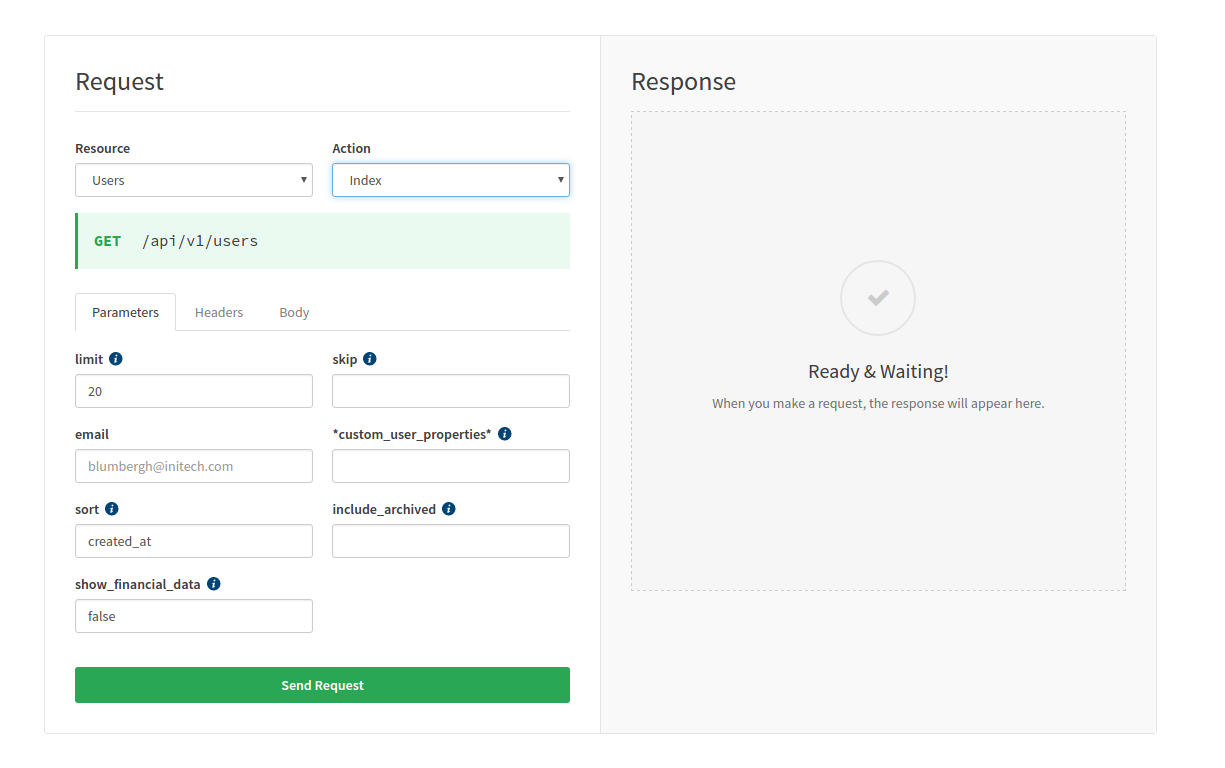 Request
Resource
Action
Users
Index
GET /api/v1/users
Parameters
Headers
Body
limit
skip
20
email
*custom_user_properties*
blumbergh@initech.com
sort
include_archived
created_at
show_financial_data
false
Send Request
Response
Ready & Waiting!
When you make a request, the response will appear here.